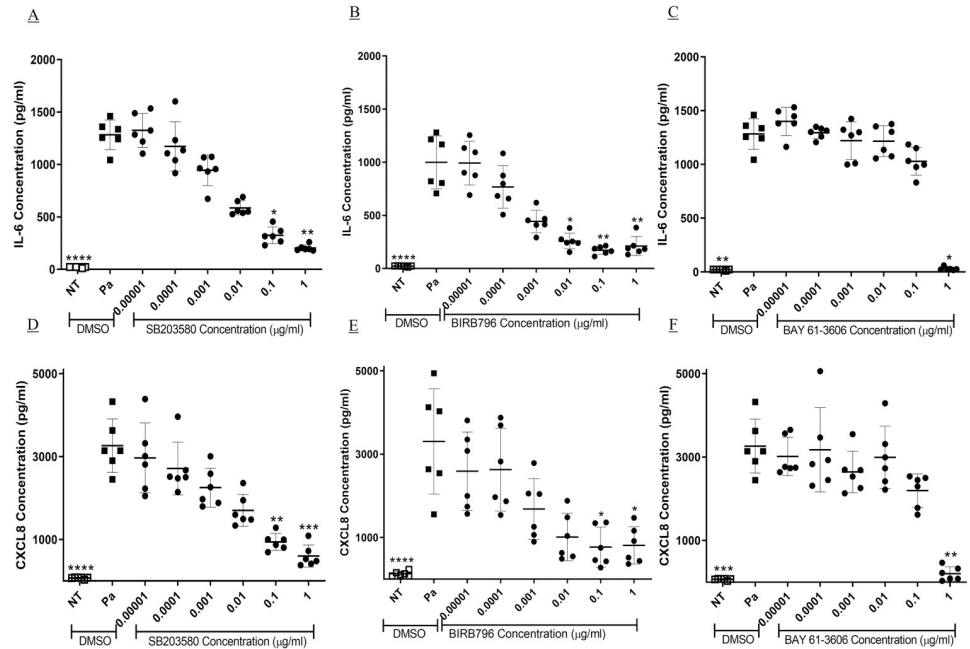 A
IL-6 Concentration (pg/ml)
2000
1500
1000
500
0
****
*
**
NT
Pa
0.00001
0.0001
0.001
0.01
0.1
1
DMSO
SB203580 Concentration (µg/ml)
B
IL-6 Concentration (pg/ml)
2000
1500
1000
500
0
****
*
**
**
NT
Pa
0.00001
0.0001
0.001
0.01
0.1
1
DMSO
BIRB796 Concentration (µg/ml)
C
IL-6 Concentration (pg/ml)
2000
1500
1000
500
0
**
*
NT
Pa
0.00001
0.0001
0.001
0.01
0.1
1
DMSO
BAY 61-3606 Concentration (µg/ml)
D
CXCL8 Concentration (pg/ml)
5000
3000
1000
****
**
***
NT
Pa
0.00001
0.0001
0.001
0.01
0.1
1
DMSO
SB203580 Concentration (µg/ml)
E
CXCL8 Concentration (pg/ml)
5000
3000
1000
****
*
*
NT
Pa
0.00001
0.0001
0.001
0.01
0.1
1
DMSO
BIRB796 Concentration (µg/ml)
F
CXCL8 Concentration (pg/ml)
5000
3000
1000
***
**
NT
Pa
0.00001
0.0001
0.001
0.01
0.1
1
DMSO
BAY 61-3606 Concentration (µg/ml)